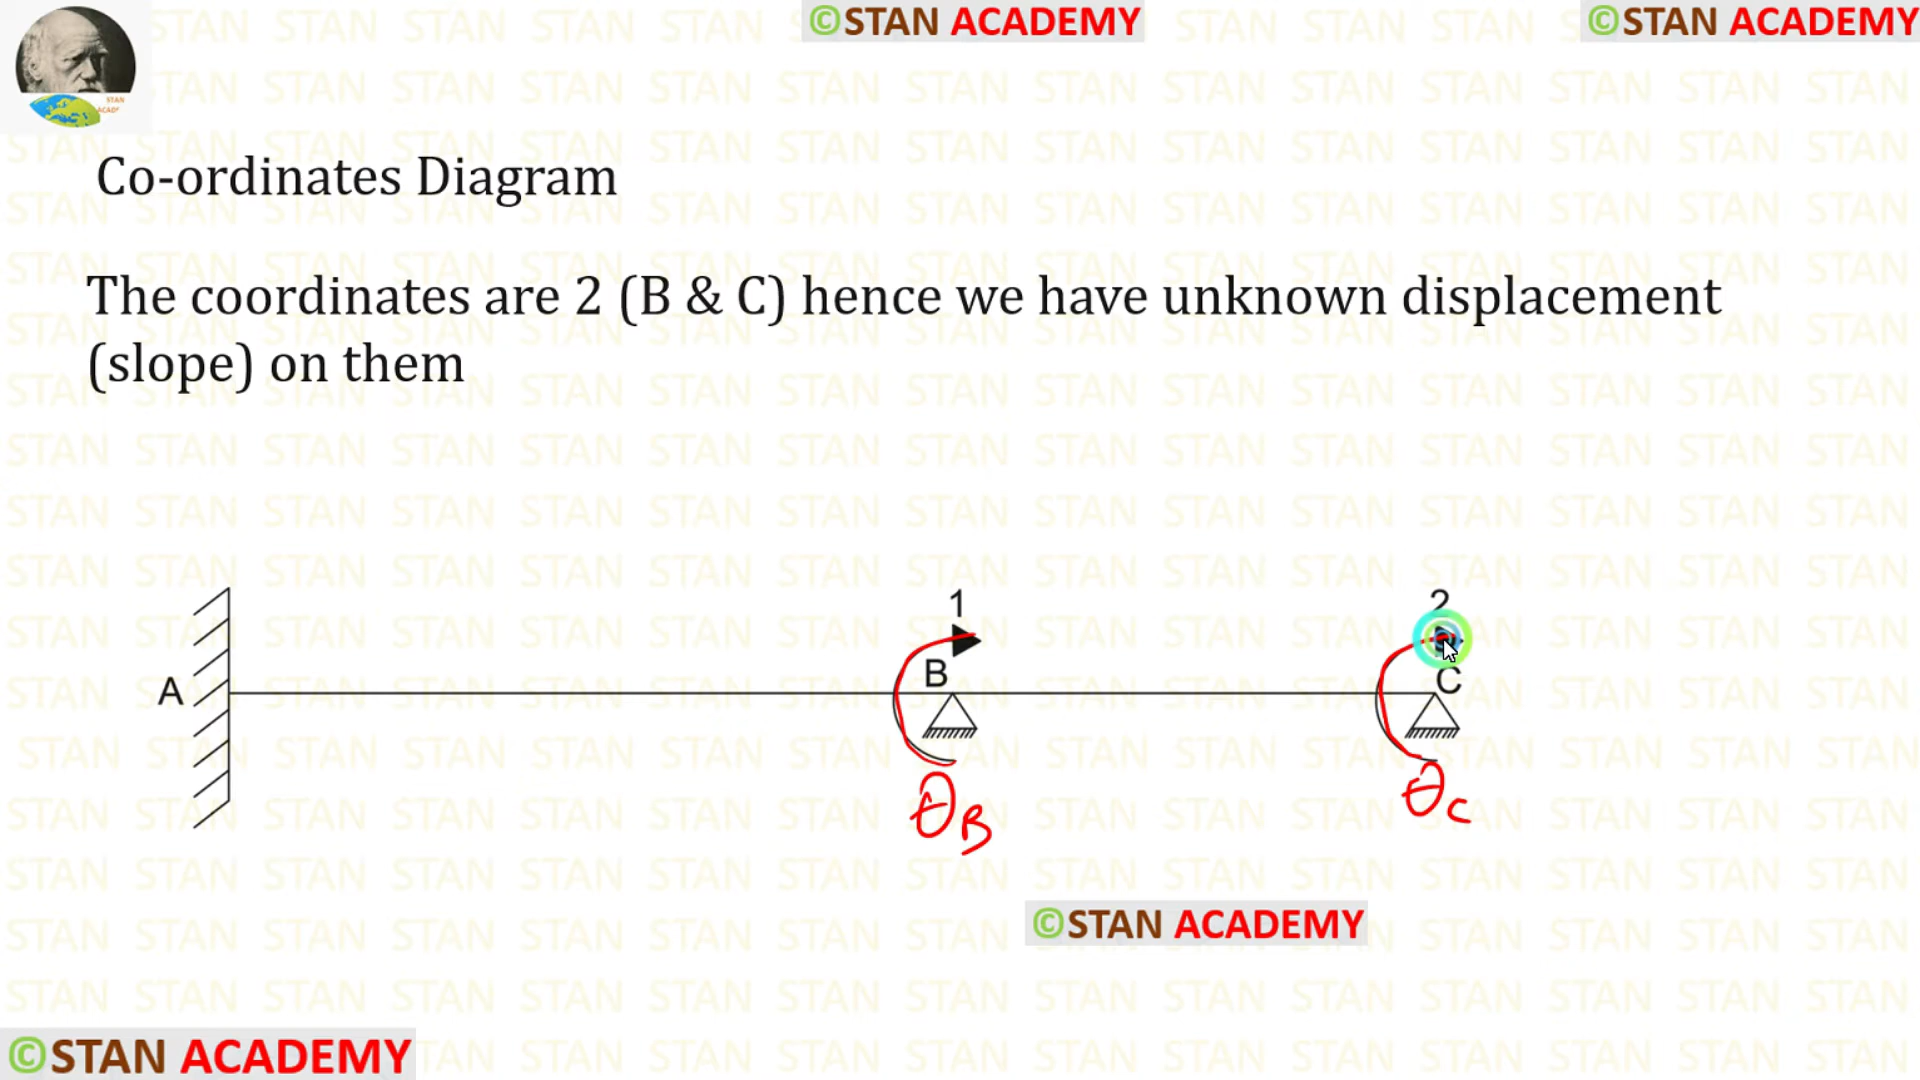 ©STAN ACADEMY ©STAN ACADEMY
STAN
Co-ordinates Diagram
The coordinates are 2 (B & C) hence we have unknown displacement
(slope) on them
1 2
B C
A
θB θC
©STAN ACADEMY
©STAN ACADEMY